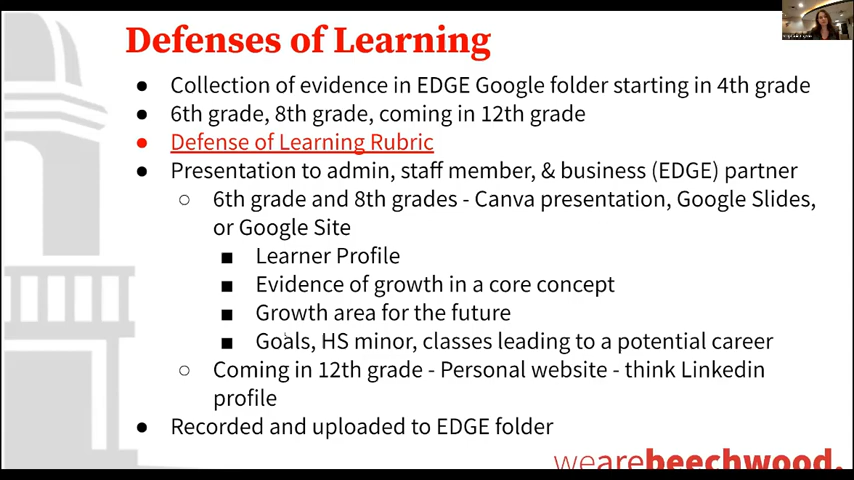 Defenses of Learning
● Collection of evidence in EDGE Google folder starting in 4th grade
● 6th grade, 8th grade, coming in 12th grade
● Defense of Learning Rubric
● Presentation to admin, staff member, & business (EDGE) partner
○ 6th grade and 8th grades - Canva presentation, Google Slides,
or Google Site
■ Learner Profile
■ Evidence of growth in a core concept
■ Growth area for the future
■ Goals, HS minor, classes leading to a potential career
○ Coming in 12th grade - Personal website - think Linkedin
profile
● Recorded and uploaded to EDGE folder
wearebeechwood.